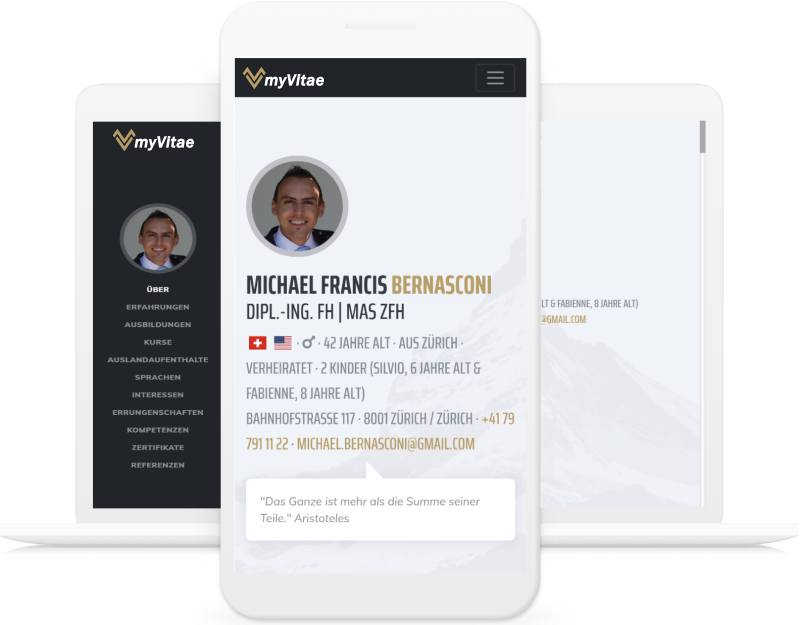 myVitae
ÜBER
ERFAHRUNGEN
AUSBILDUNGEN
KURSE
AUSLANDAUFENTHALTE
SPRACHEN
INTERESSEN
ERRUNGENSCHAFTEN
KOMPETENZEN
ZERTIFIKATE
REFERENZEN
myVitae
MICHAEL FRANCIS BERNASCONI
DIPL.-ING. FH | MAS ZFH
· 42 JAHRE ALT · AUS ZÜRICH ·
VERHEIRATET · 2 KINDER (SILVIO, 6 JAHRE ALT &
FABIENNE, 8 JAHRE ALT)
BAHNHOFSTRASSE 117 · 8001 ZÜRICH / ZÜRICH · +41 79
791 11 22 · MICHAEL.BERNASCONI@GMAIL.COM
"Das Ganze ist mehr als die Summe seiner
Teile." Aristoteles
LT & FABIENNE, 8 JAHRE ALT)
@GMAIL.COM